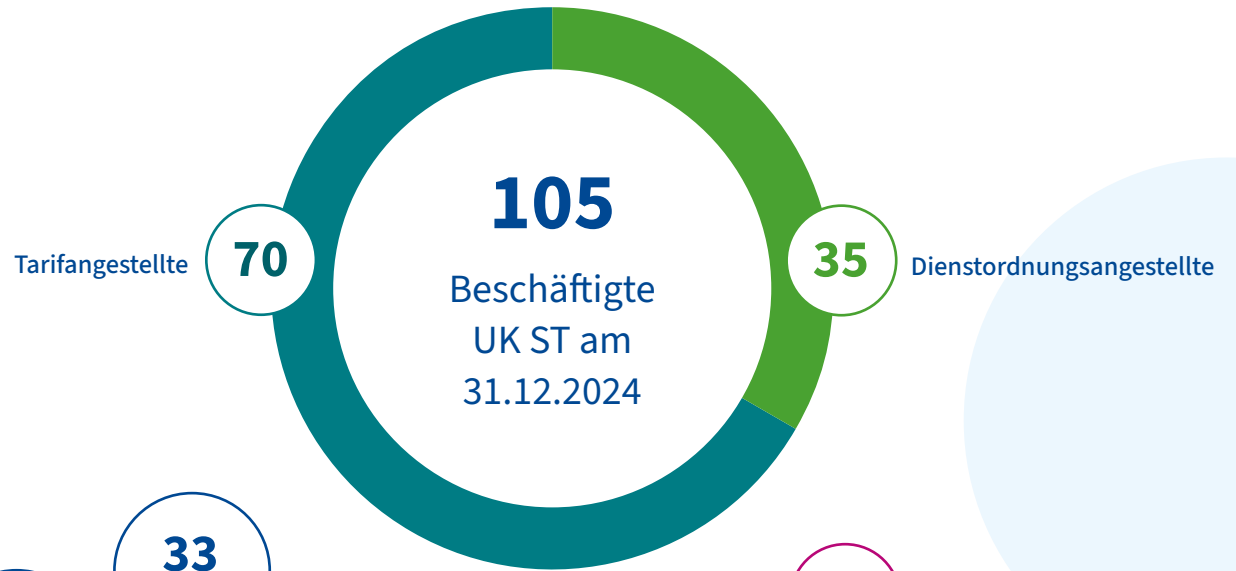 105
Tarifangestellte 70
35 Dienstordnungsangestellte
Beschäftigte
UK ST am
31.12.2024
33